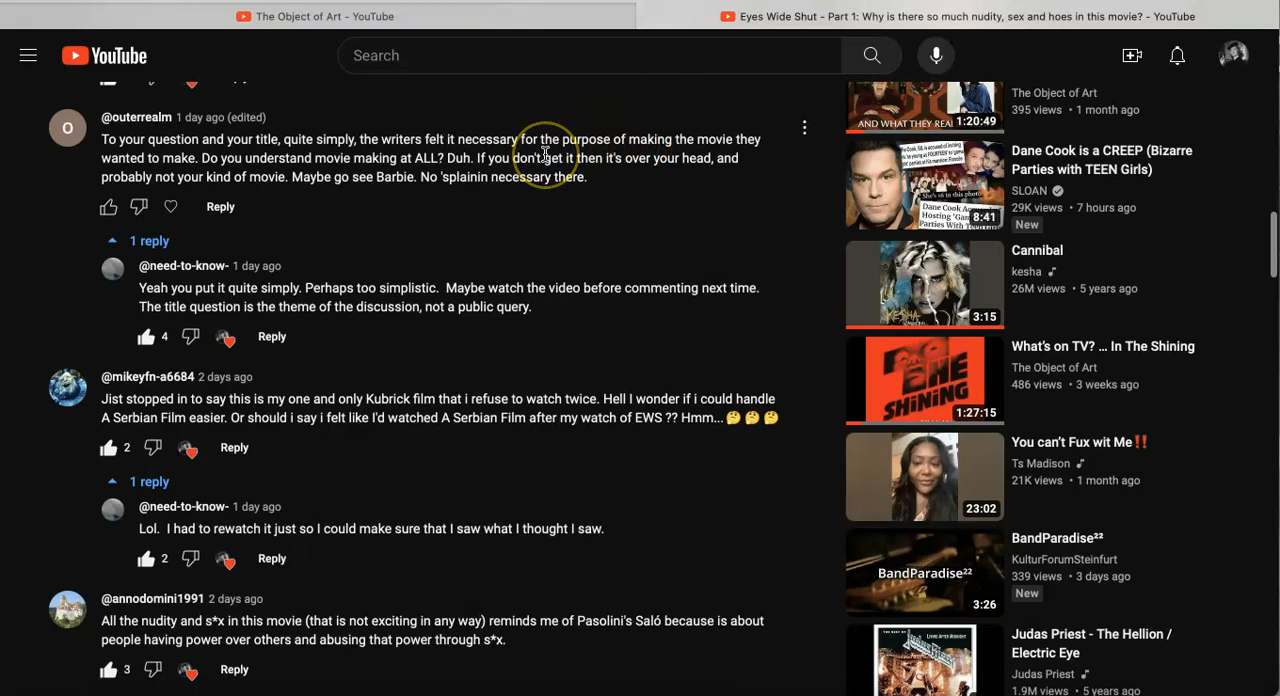 The Object of Art - YouTube
Eyes Wide Shut - Part 1: Why is there so much nudity, sex and hoes in this movie? - YouTube
YouTube
Search
@outerrealm 1 day ago (edited)
To your question and your title, quite simply, the writers felt it necessary for the purpose of making the movie they
wanted to make. Do you understand movie making at ALL? Duh. If you don't get it then it's over your head, and
probably not your kind of movie. Maybe go see Barbie. No 'splainin necessary there.
Reply
1 reply
@need-to-know- 1 day ago
Yeah you put it quite simply. Perhaps too simplistic. Maybe watch the video before commenting next time.
The title question is the theme of the discussion, not a public query.
4 Reply
@mikeyfn-a6684 2 days ago
Jist stopped in to say this is my one and only Kubrick film that i refuse to watch twice. Hell I wonder if i could handle
A Serbian Film easier. Or should i say i felt like I'd watched A Serbian Film after my watch of EWS ?? Hmm... 🤔 🤔 🤔
2 Reply
1 reply
@need-to-know- 1 day ago
Lol. I had to rewatch it just so I could make sure that I saw what I thought I saw.
2 Reply
@annodomini1991 2 days ago
All the nudity and s*x in this movie (that is not exciting in any way) reminds me of Pasolini's Saló because is about
people having power over others and abusing that power through s*x.
3 Reply
AND WHAT THEY REA
1:20:49
The Object of Art
395 views • 1 month ago
8:41
Dane Cook is a CREEP (Bizarre
Parties with TEEN Girls)
SLOAN
29K views • 7 hours ago
New
3:15
Cannibal
kesha
26M views • 5 years ago
THE
SHiNiNG
1:27:15
What's on TV? ... In The Shining
The Object of Art
486 views • 3 weeks ago
23:02
You can't Fux wit Me‼️
Ts Madison
21K views • 1 month ago
BandParadise²²
3:26
BandParadise²²
KulturForumSteinfurt
339 views • 3 days ago
New
Judas Priest - The Hellion /
Electric Eye
Judas Priest
1.9M views • 5 years ago